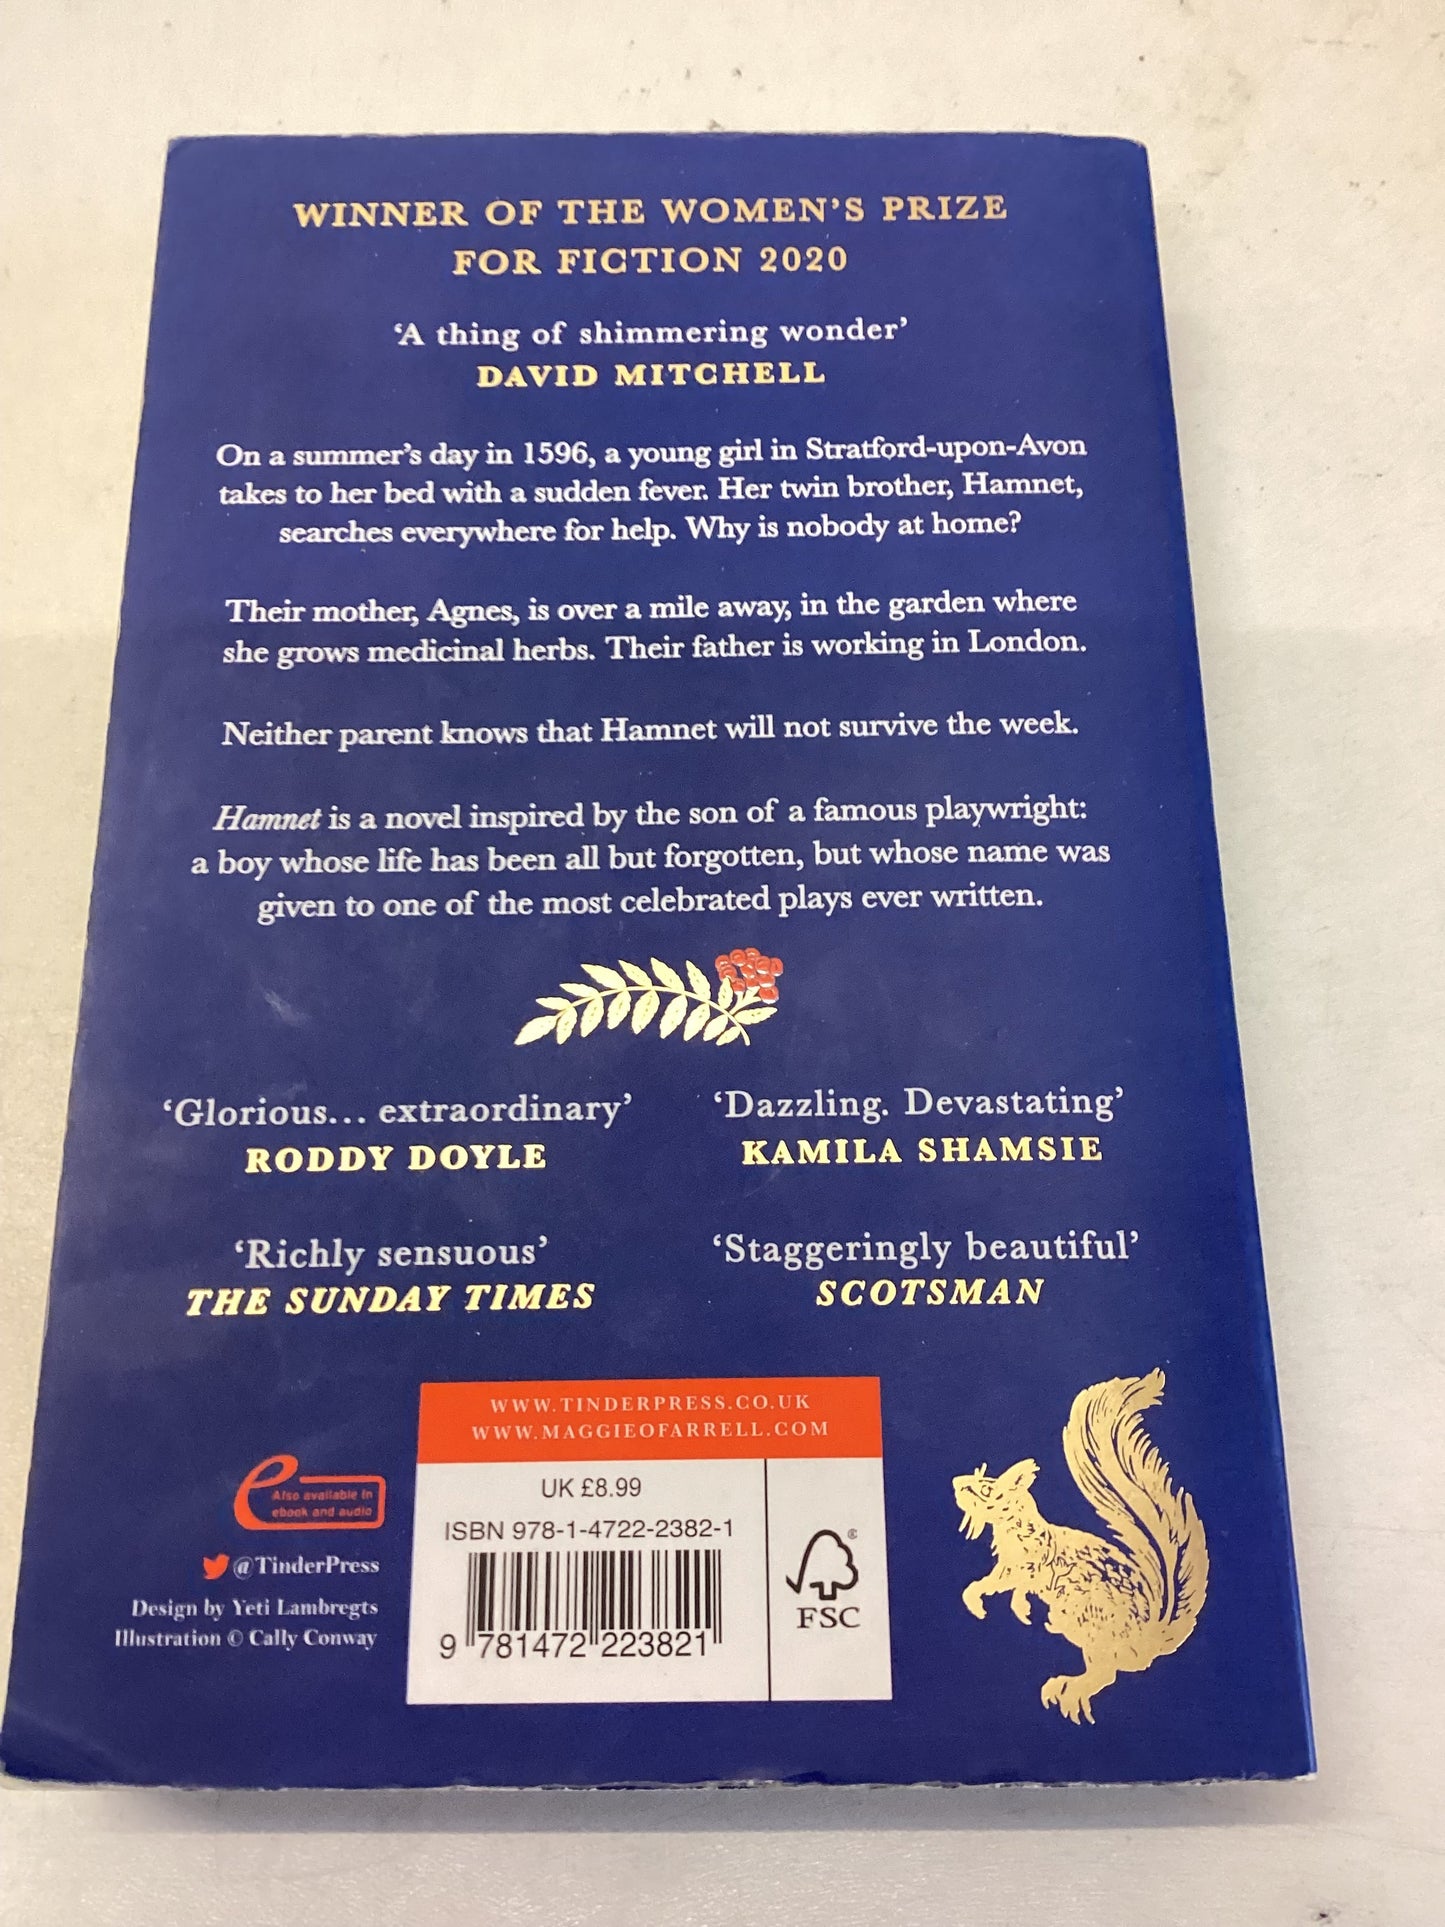 WINNER OF THE WOMEN'S PRIZE
FOR FICTION 2020
‘A thing of shimmering wonder’
DAVID MITCHELL
On a summer’s day in 1596, a young girl in Stratford-upon-Avon
takes to her bed with a sudden fever. Her twin brother, Hamnet,
searches everywhere for help. Why is nobody at home?
Their mother, Agnes, is over a mile away, in the garden where
she grows medicinal herbs. Their father is working in London.
Neither parent knows that Hamnet will not survive the week.
Hamnet is a novel inspired by the son of a famous playwright:
a boy whose life has been all but forgotten, but whose name was
given to one of the most celebrated plays ever written.
‘Glorious... extraordinary’
RODDY DOYLE
‘Dazzling. Devastating’
KAMILA SHAMSIE
‘Richly sensuous’
THE SUNDAY TIMES
‘Staggeringly beautiful’
SCOTSMAN
WWW.TINDERPRESS.CO.UK
WWW.MAGGIEOFARRELL.COM
e
Also available in
ebook and audio
@TinderPress
Design by Yeti Lambregts
Illustration © Cally Conway
UK £8.99
ISBN 978-1-4722-2382-1
9 781472 223821
®
FSC